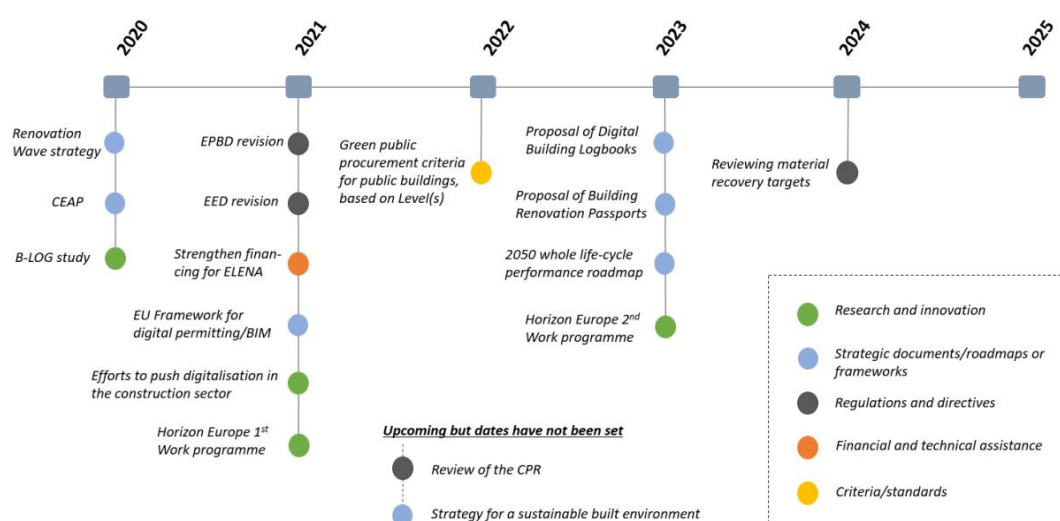 2020
2021
2022
2023
2024
2025
Renovation
Wave strategy
CEAP
B-LOG study
EPBD revision
EED revision
Strengthen finan-
cing for ELENA
EU Framework for
digital permitting/BIM
Efforts to push digitalisation in
the construction sector
Horizon Europe 1st
Work programme
Green public
procurement criteria
for public buildings,
based on Level(s)
Proposal of Digital
Building Logbooks
Proposal of Building
Renovation Passports
2050 whole life-cycle
performance roadmap
Horizon Europe 2nd
Work programme
Reviewing material
recovery targets
Upcoming but dates have not been set
Review of the CPR
Strategy for a sustainable built environment
Research and innovation
Strategic documents/roadmaps or
frameworks
Regulations and directives
Financial and technical assistance
Criteria/standards